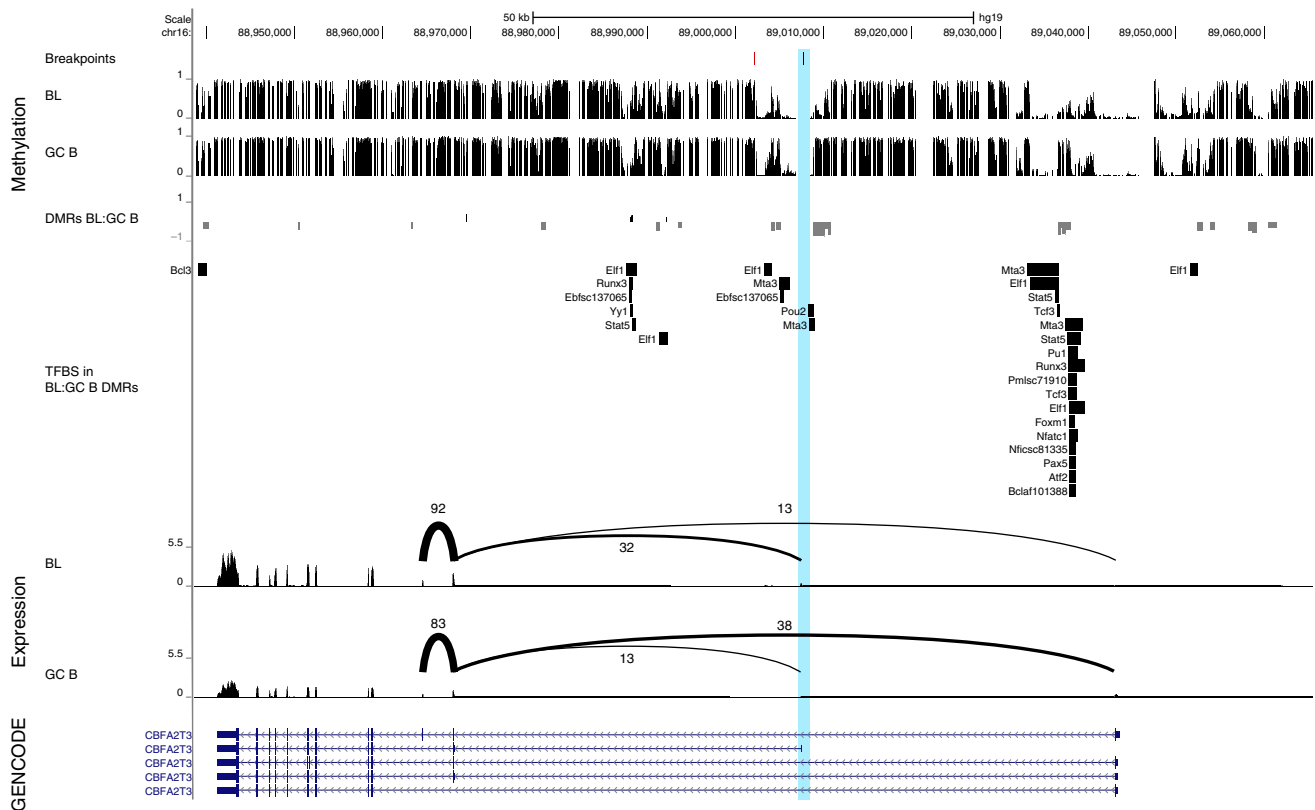 Scale
50 kb
hg19
chr16:
88,950,000
88,960,000
88,970,000
88,980,000
88,990,000
89,000,000
89,010,000
89,020,000
89,030,000
89,040,000
89,050,000
89,060,000
Breakpoints
Methylation
1
BL
0
1
GC B
0
1
DMRs BL:GC B
−1
Bcl3
Elf1
Elf1
Mta3
Elf1
Runx3
Mta3
Elf1
Ebfsc137065
Ebfsc137065
Stat5
Yy1
Pou2
Tcf3
Stat5
Mta3
Mta3
Elf1
Stat5
Pu1
TFBS in
BL:GC B DMRs
Runx3
Pmlsc71910
Tcf3
Elf1
Foxm1
Nfatc1
Nficsc81335
Pax5
Atf2
Bclaf101388
Expression
92
13
32
5.5
BL
0
83
38
13
5.5
GC B
0
GENCODE
CBFA2T3
CBFA2T3
CBFA2T3
CBFA2T3
CBFA2T3